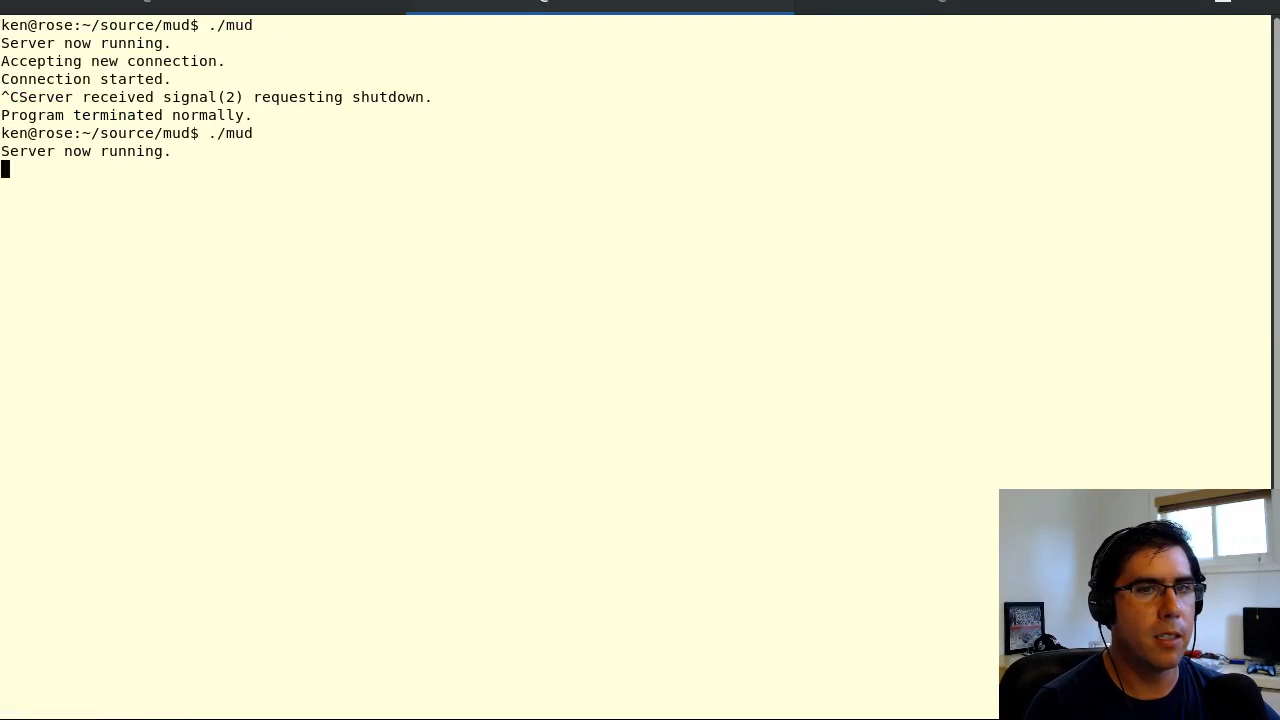 ken@rose:~/source/mud$ ./mud
Server now running.
Accepting new connection.
Connection started.
^CServer received signal(2) requesting shutdown.
Program terminated normally.
ken@rose:~/source/mud$ ./mud
Server now running.